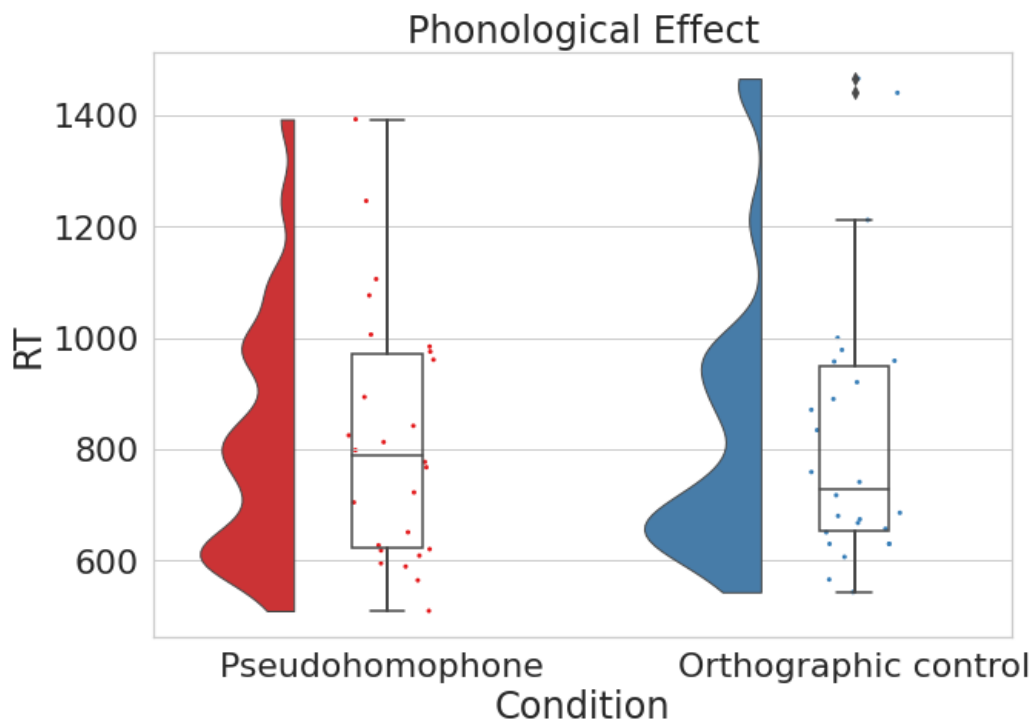 Phonological Effect
1400
1200
1000
800
600
RT
Pseudohomophone
Orthographic control
Condition